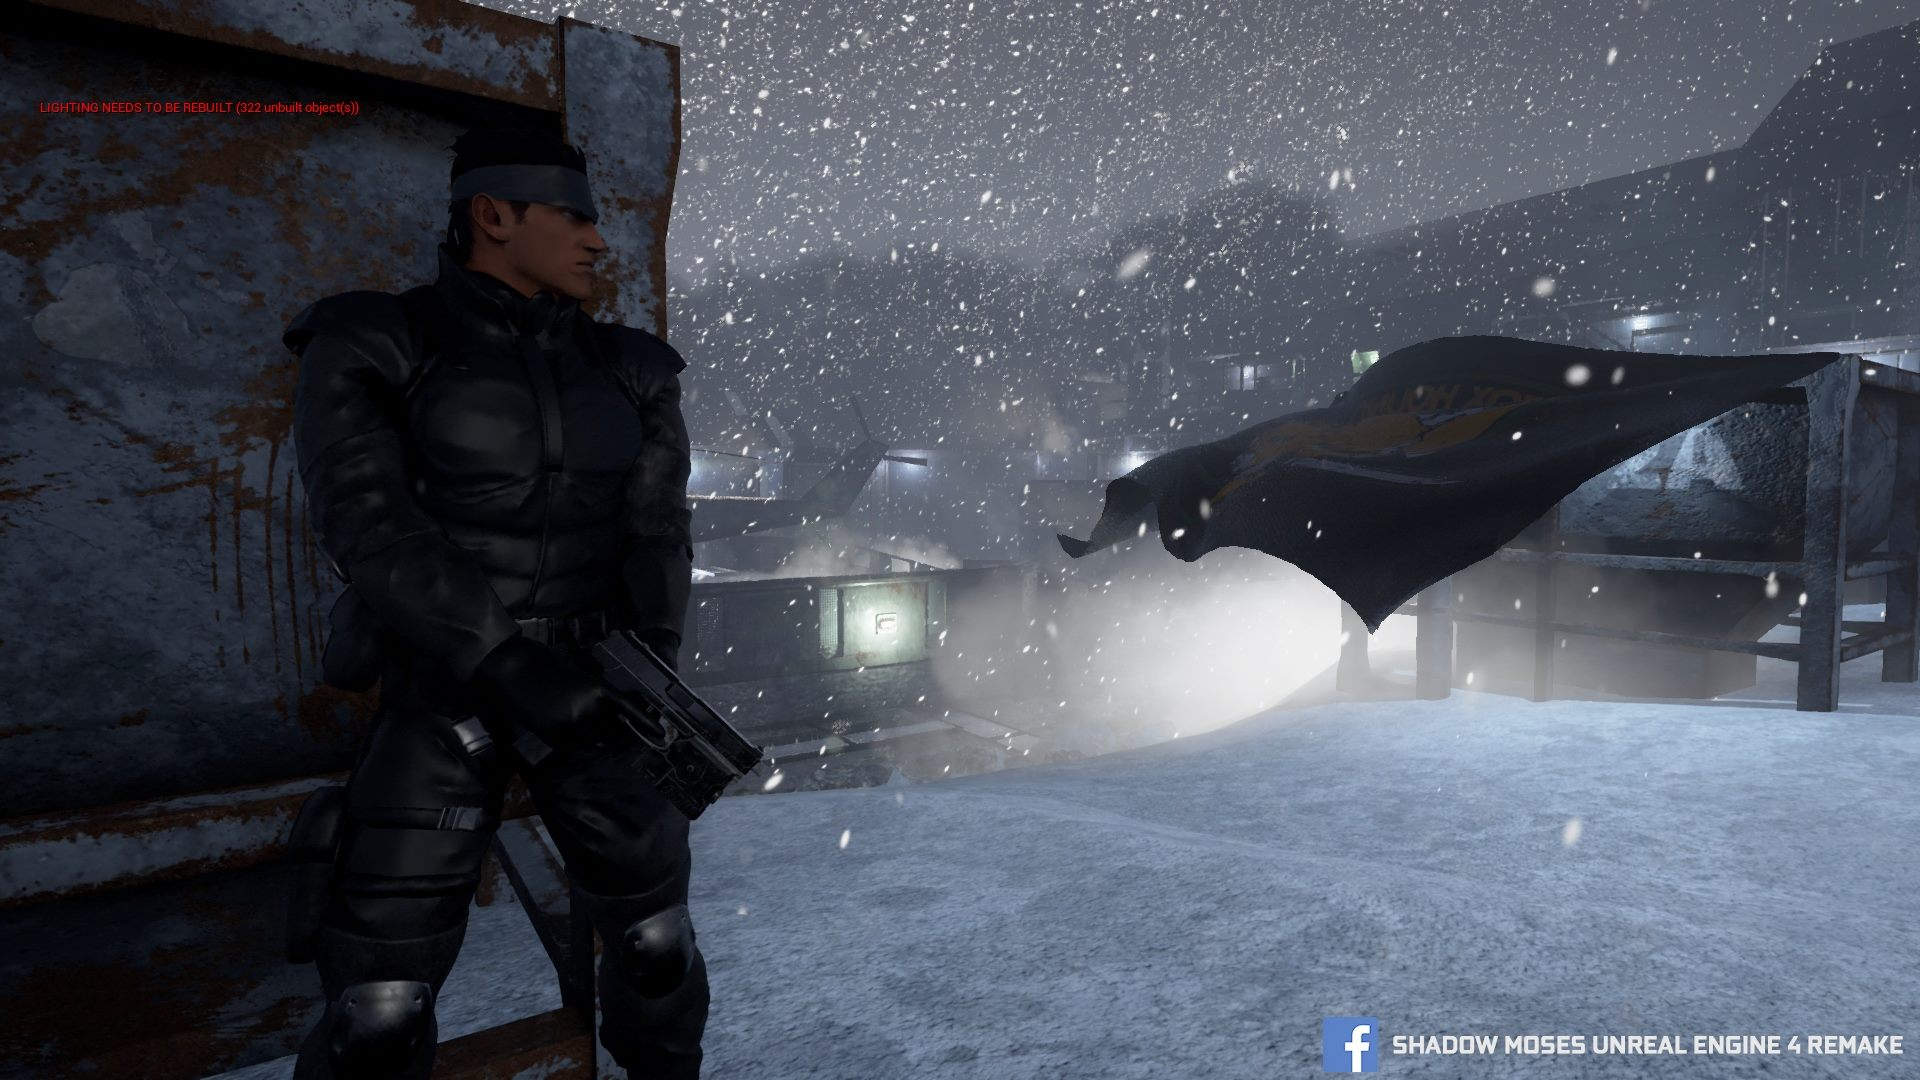 LIGHTING NEEDS TO BE REBUILT (322 unbuilt object(s))
SHADOW MOSES UNREAL ENGINE 4 REMAKE